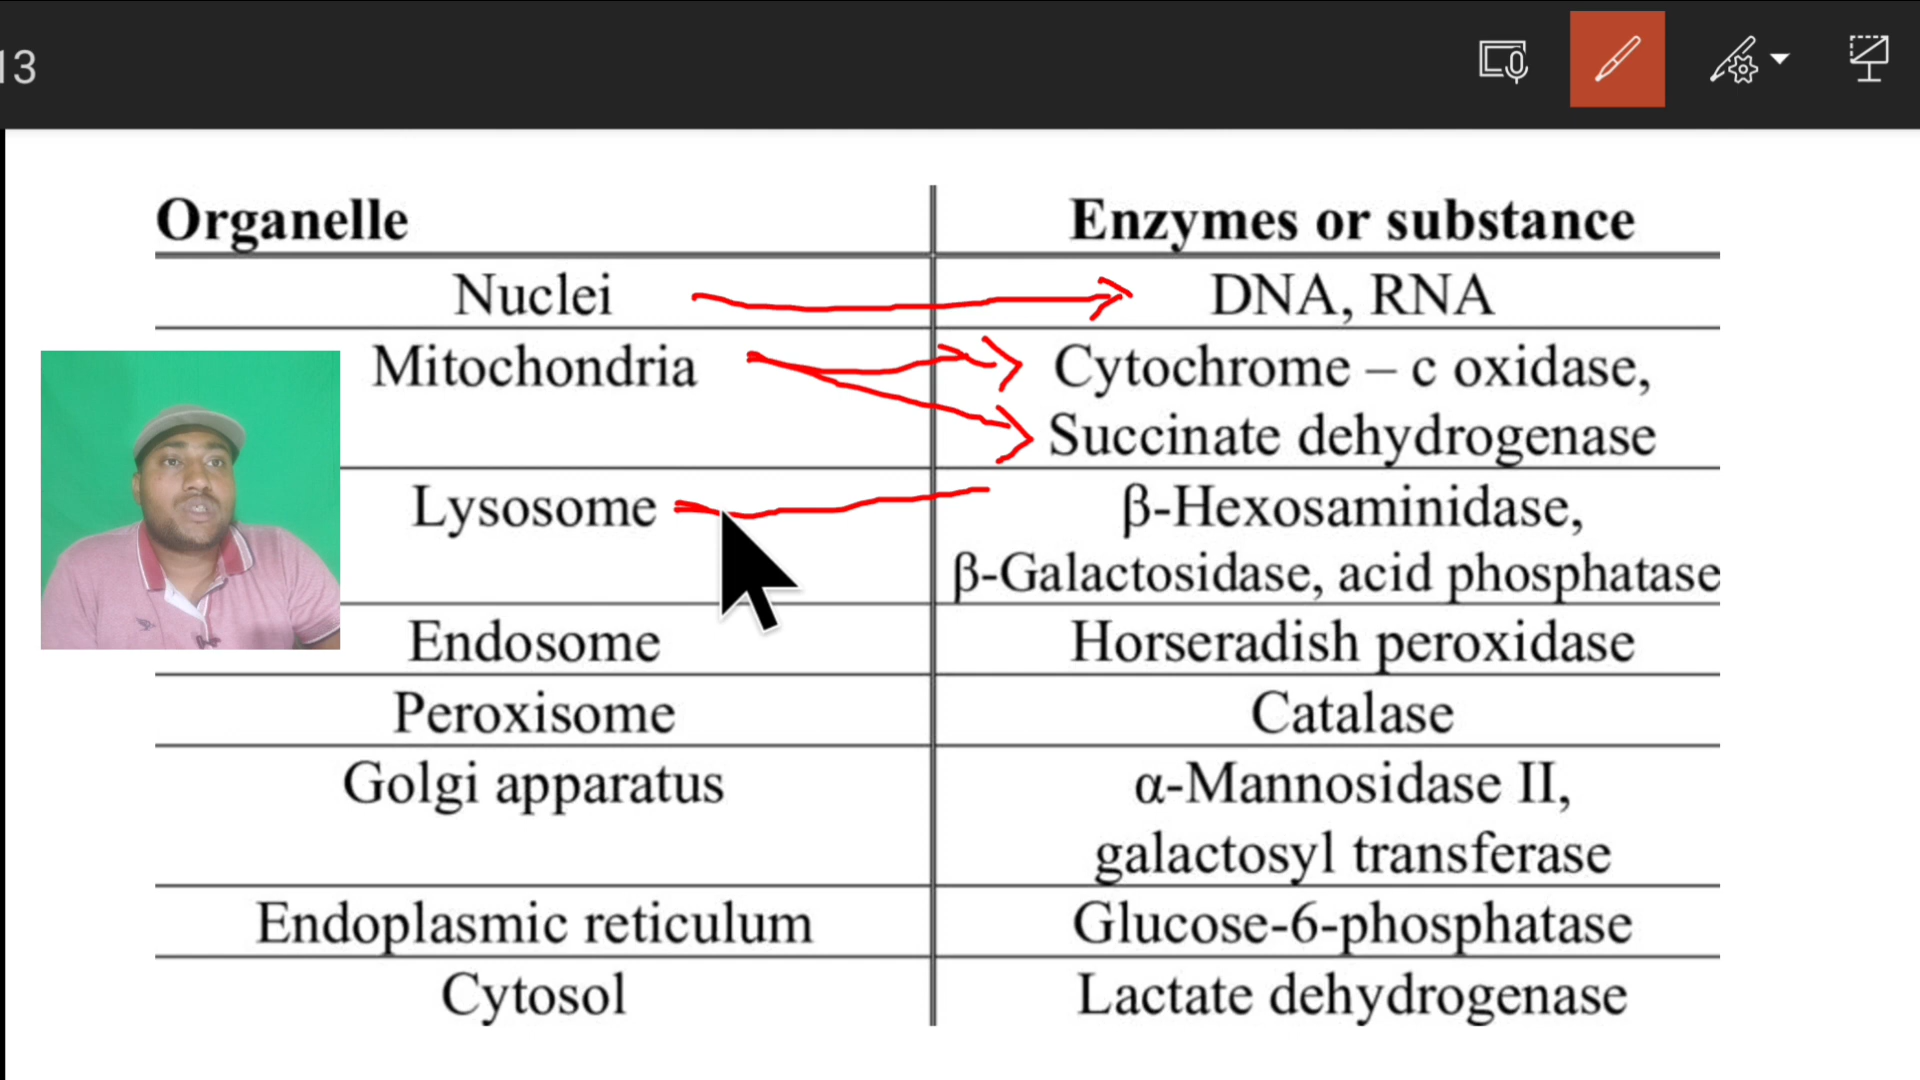 13
Organelle Enzymes or substance
Nuclei DNA, RNA
Mitochondria Cytochrome – c oxidase,
Succinate dehydrogenase
Lysosome β-Hexosaminidase,
β-Galactosidase, acid phosphatase
Endosome Horseradish peroxidase
Peroxisome Catalase
Golgi apparatus α-Mannosidase II,
galactosyl transferase
Endoplasmic reticulum Glucose-6-phosphatase
Cytosol Lactate dehydrogenase